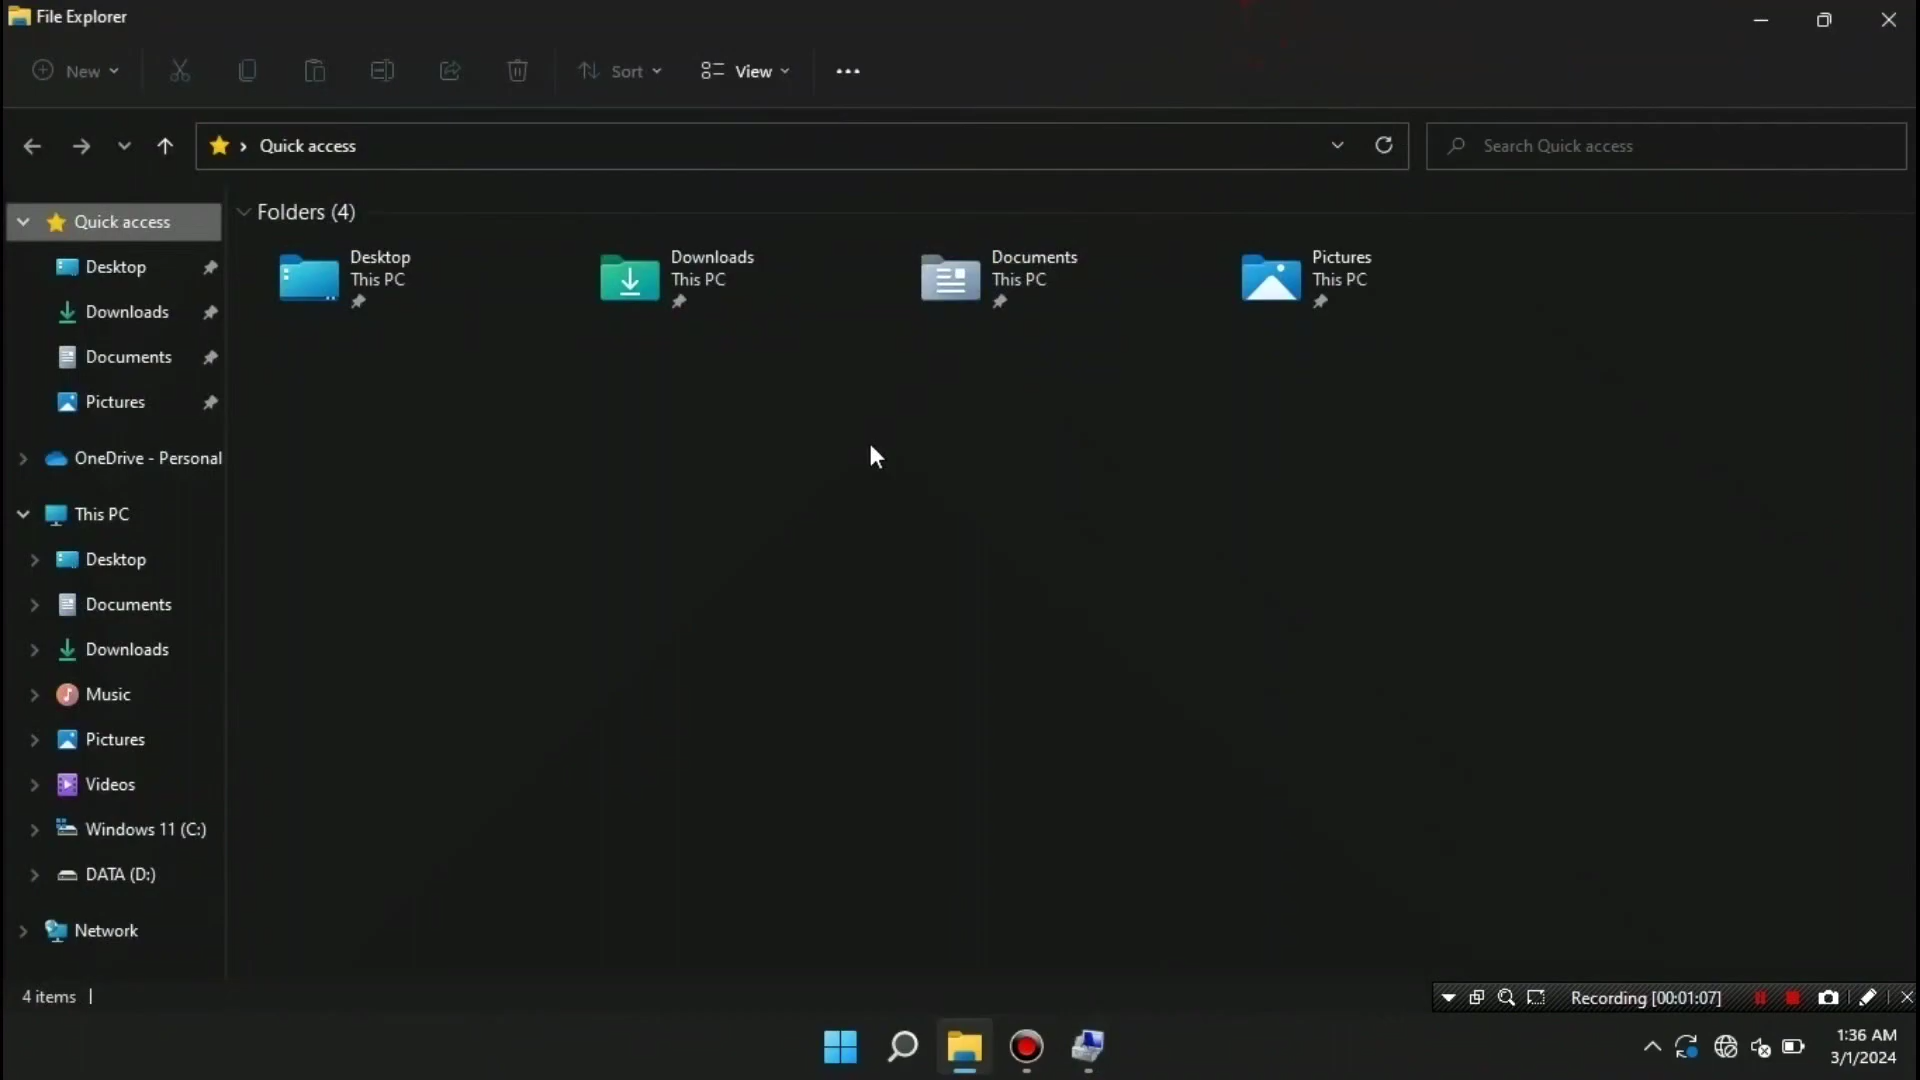 File Explorer
New
Sort
View
Quick access
Search Quick access
Quick access
Desktop
Downloads
Documents
Pictures
OneDrive - Personal
This PC
Desktop
Documents
Downloads
Music
Pictures
Videos
Windows 11 (C:)
DATA (D:)
Network
Folders (4)
Desktop
This PC
Downloads
This PC
Documents
This PC
Pictures
This PC
4 items
Recording [00:01:07]
1:36 AM
3/1/2024